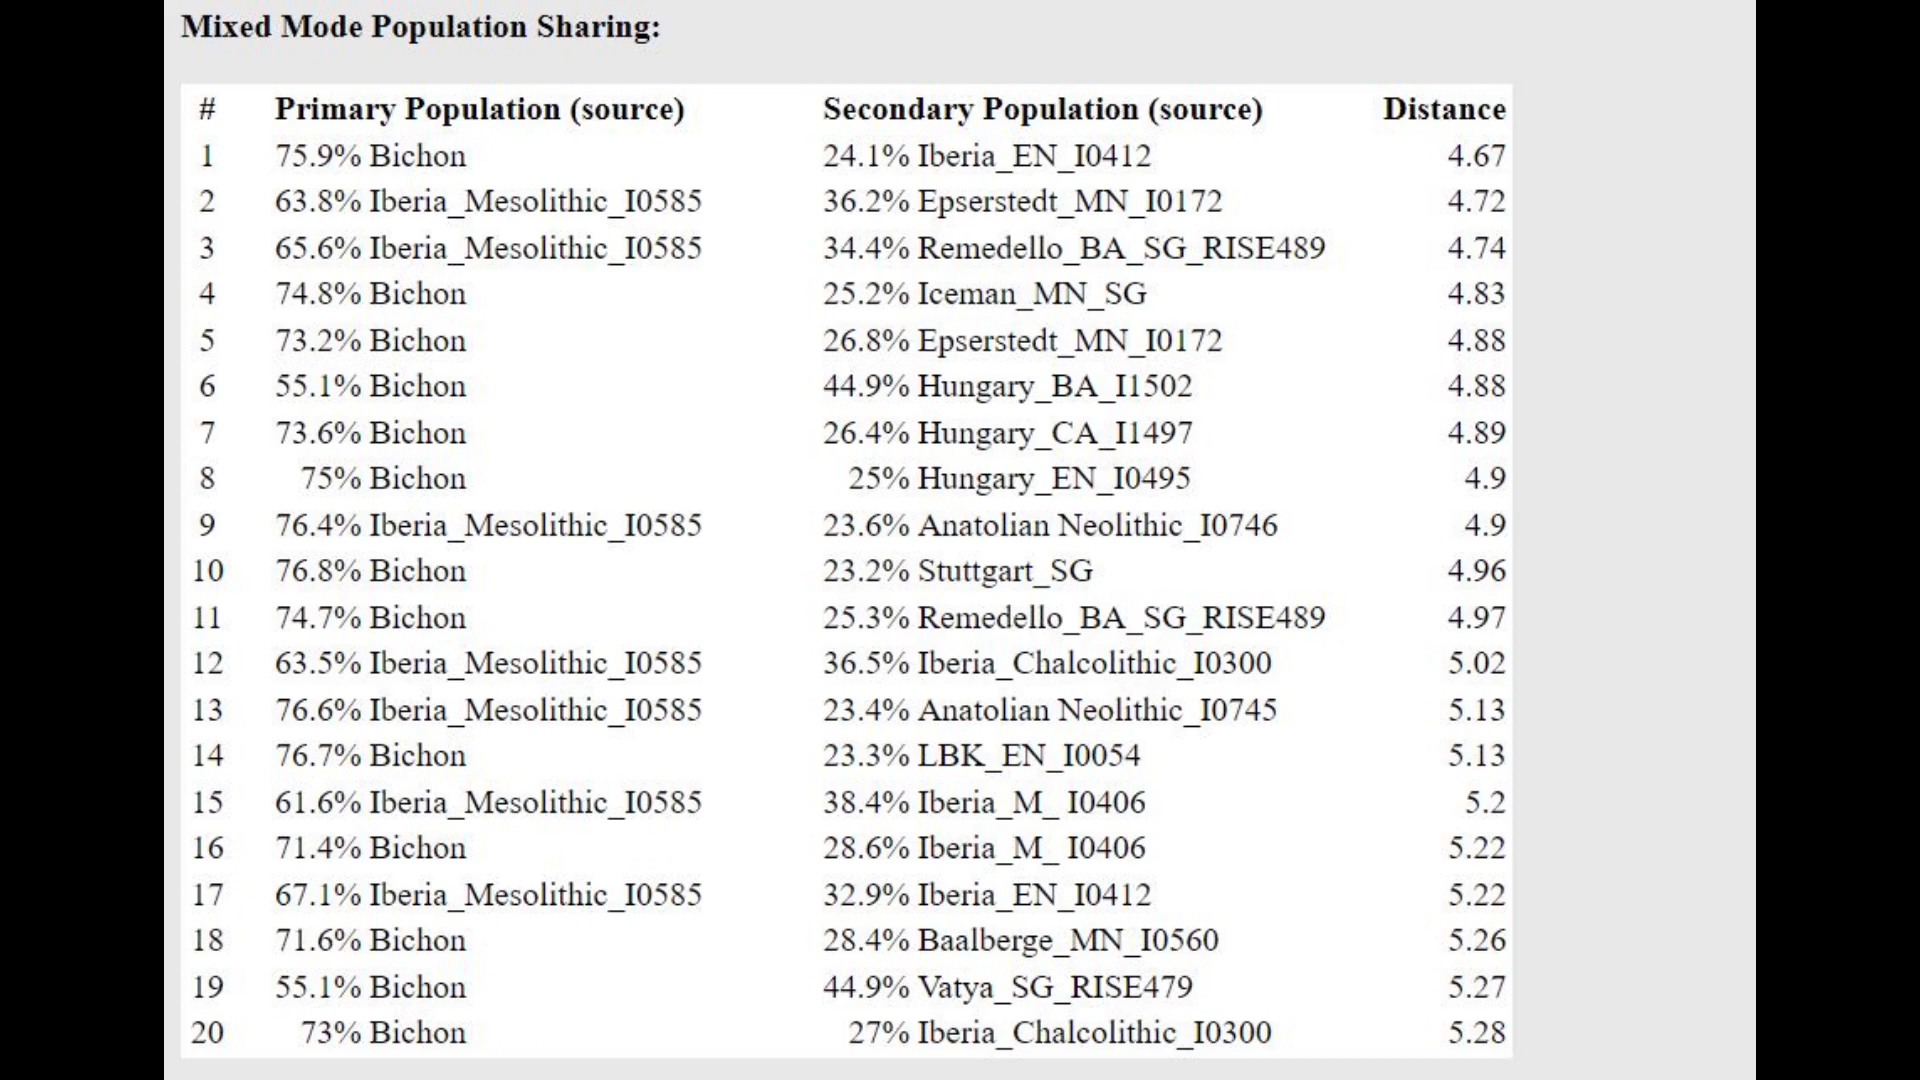 Mixed Mode Population Sharing:
# Primary Population (source) Secondary Population (source) Distance
1 75.9% Bichon 24.1% Iberia_EN_I0412 4.67
2 63.8% Iberia_Mesolithic_I0585 36.2% Epserstedt_MN_I0172 4.72
3 65.6% Iberia_Mesolithic_I0585 34.4% Remedello_BA_SG_RISE489 4.74
4 74.8% Bichon 25.2% Iceman_MN_SG 4.83
5 73.2% Bichon 26.8% Epserstedt_MN_I0172 4.88
6 55.1% Bichon 44.9% Hungary_BA_I1502 4.88
7 73.6% Bichon 26.4% Hungary_CA_I1497 4.89
8 75% Bichon 25% Hungary_EN_I0495 4.9
9 76.4% Iberia_Mesolithic_I0585 23.6% Anatolian Neolithic_I0746 4.9
10 76.8% Bichon 23.2% Stuttgart_SG 4.96
11 74.7% Bichon 25.3% Remedello_BA_SG_RISE489 4.97
12 63.5% Iberia_Mesolithic_I0585 36.5% Iberia_Chalcolithic_I0300 5.02
13 76.6% Iberia_Mesolithic_I0585 23.4% Anatolian Neolithic_I0745 5.13
14 76.7% Bichon 23.3% LBK_EN_I0054 5.13
15 61.6% Iberia_Mesolithic_I0585 38.4% Iberia_M_ I0406 5.2
16 71.4% Bichon 28.6% Iberia_M_ I0406 5.22
17 67.1% Iberia_Mesolithic_I0585 32.9% Iberia_EN_I0412 5.22
18 71.6% Bichon 28.4% Baalberge_MN_I0560 5.26
19 55.1% Bichon 44.9% Vatya_SG_RISE479 5.27
20 73% Bichon 27% Iberia_Chalcolithic_I0300 5.28